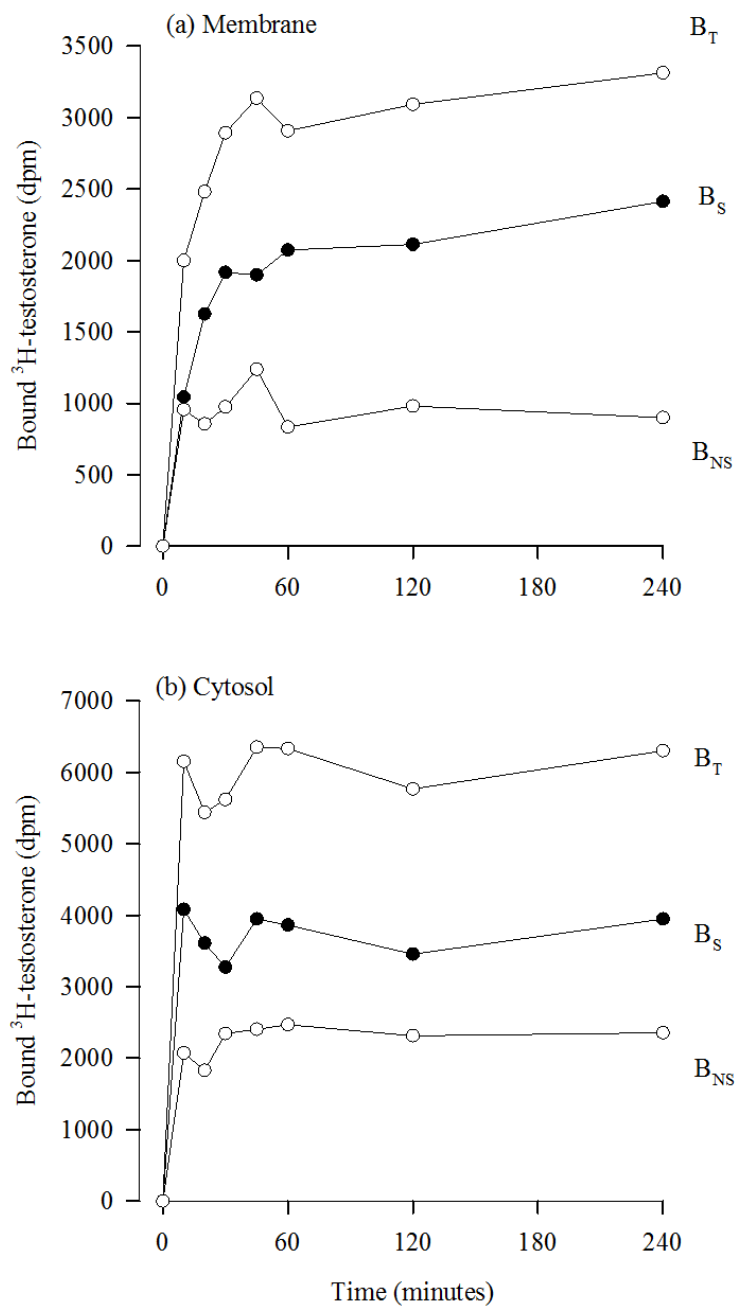 (a) Membrane
B_T
3500
3000
2500
2000
1500
1000
500
0
Bound ³H-testosterone (dpm)
B_S
B_NS
0 60 120 180 240
(b) Cytosol
7000
6000
5000
4000
3000
2000
1000
0
Bound ³H-testosterone (dpm)
B_T
B_S
B_NS
0 60 120 180 240
Time (minutes)